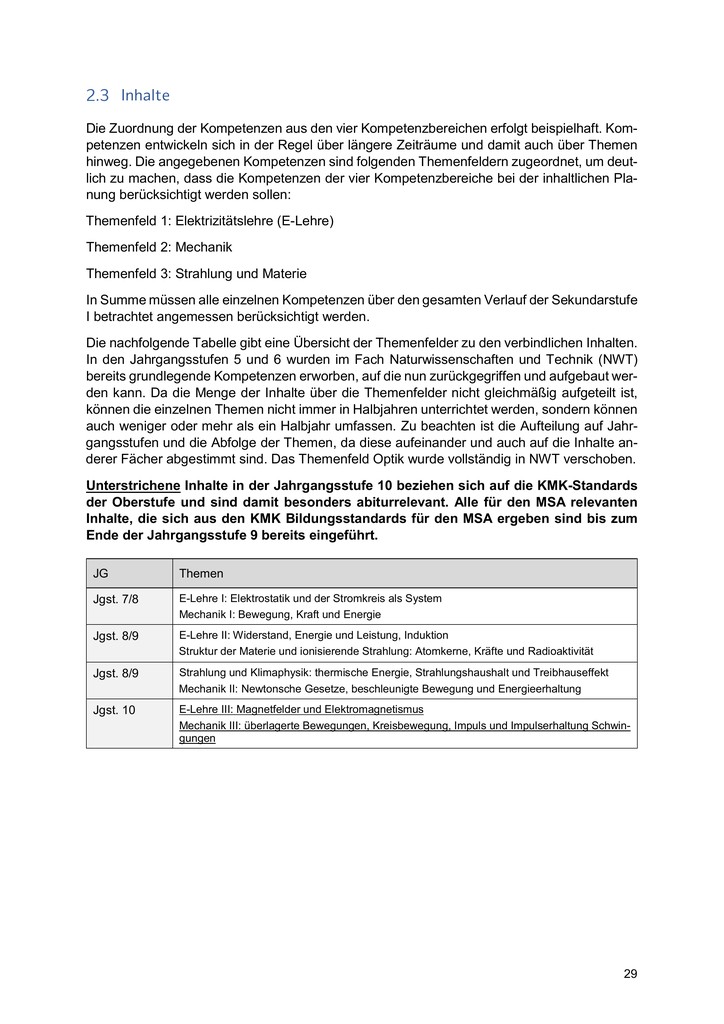 2.3 Inhalte
Die Zuordnung der Kompetenzen aus den vier Kompetenzbereichen erfolgt beispielhaft. Kom-
petenzen entwickeln sich in der Regel über längere Zeiträume und damit auch über Themen
hinweg. Die angegebenen Kompetenzen sind folgenden Themenfeldern zugeordnet, um deut-
lich zu machen, dass die Kompetenzen der vier Kompetenzbereiche bei der inhaltlichen Pla-
nung berücksichtigt werden sollen:
Themenfeld 1: Elektrizitätslehre (E-Lehre)
Themenfeld 2: Mechanik
Themenfeld 3: Strahlung und Materie
In Summe müssen alle einzelnen Kompetenzen über den gesamten Verlauf der Sekundarstufe
I betrachtet angemessen berücksichtigt werden.
Die nachfolgende Tabelle gibt eine Übersicht der Themenfelder zu den verbindlichen Inhalten.
In den Jahrgangsstufen 5 und 6 wurden im Fach Naturwissenschaften und Technik (NWT)
bereits grundlegende Kompetenzen erworben, auf die nun zurückgegriffen und aufgebaut wer-
den kann. Da die Menge der Inhalte über die Themenfelder nicht gleichmäßig aufgeteilt ist,
können die einzelnen Themen nicht immer in Halbjahren unterrichtet werden, sondern können
auch weniger oder mehr als ein Halbjahr umfassen. Zu beachten ist die Aufteilung auf Jahr-
gangsstufen und die Abfolge der Themen, da diese aufeinander und auch auf die Inhalte an-
derer Fächer abgestimmt sind. Das Themenfeld Optik wurde vollständig in NWT verschoben.
Unterstrichene Inhalte in der Jahrgangsstufe 10 beziehen sich auf die KMK-Standards
der Oberstufe und sind damit besonders abiturrelevant. Alle für den MSA relevanten
Inhalte, die sich aus den KMK Bildungsstandards für den MSA ergeben sind bis zum
Ende der Jahrgangsstufe 9 bereits eingeführt.
JG Themen
Jgst. 7/8 E-Lehre I: Elektrostatik und der Stromkreis als System
Mechanik I: Bewegung, Kraft und Energie
Jgst. 8/9 E-Lehre II: Widerstand, Energie und Leistung, Induktion
Struktur der Materie und ionisierende Strahlung: Atomkerne, Kräfte und Radioaktivität
Jgst. 8/9 Strahlung und Klimaphysik: thermische Energie, Strahlungshaushalt und Treibhauseffekt
Mechanik II: Newtonsche Gesetze, beschleunigte Bewegung und Energieerhaltung
Jgst. 10 E-Lehre III: Magnetfelder und Elektromagnetismus
Mechanik III: überlagerte Bewegungen, Kreisbewegung, Impuls und Impulserhaltung Schwin-
gungen
29